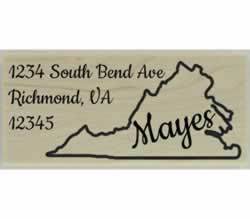 1234 South Bend Ave
Richmond, VA
12345
Mayes